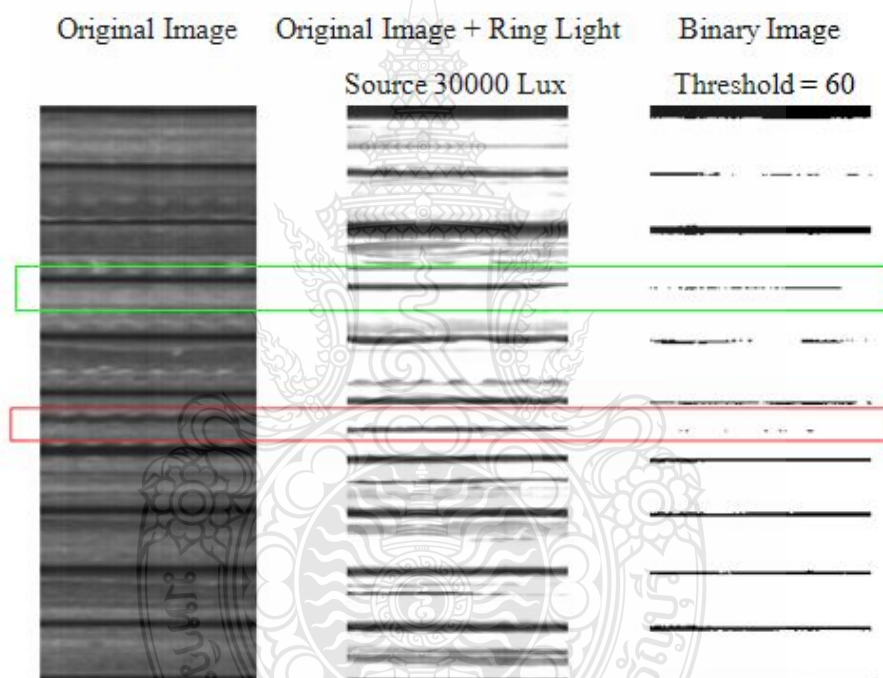 Original Image Original Image + Ring Light Binary Image
Source 30000 Lux Threshold = 60